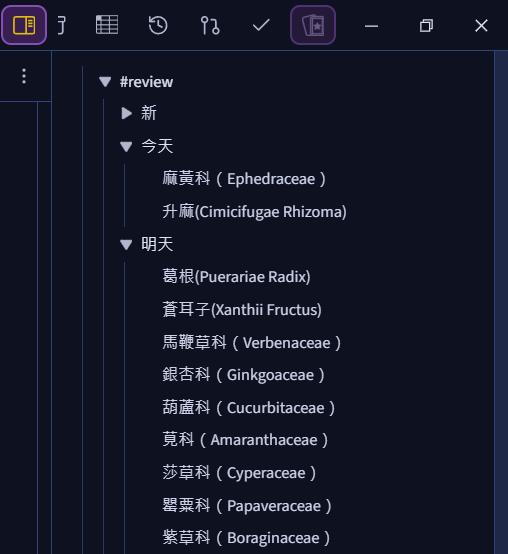 #review
新
今天
麻黃科（Ephedraceae）
升麻(Cimicifugae Rhizoma)
明天
葛根(Puerariae Radix)
蒼耳子(Xanthii Fructus)
馬鞭草科（Verbenaceae）
銀杏科（Ginkgoaceae）
葫蘆科（Cucurbitaceae）
莧科（Amaranthaceae）
莎草科（Cyperaceae）
罌粟科（Papaveraceae）
紫草科（Boraginaceae）